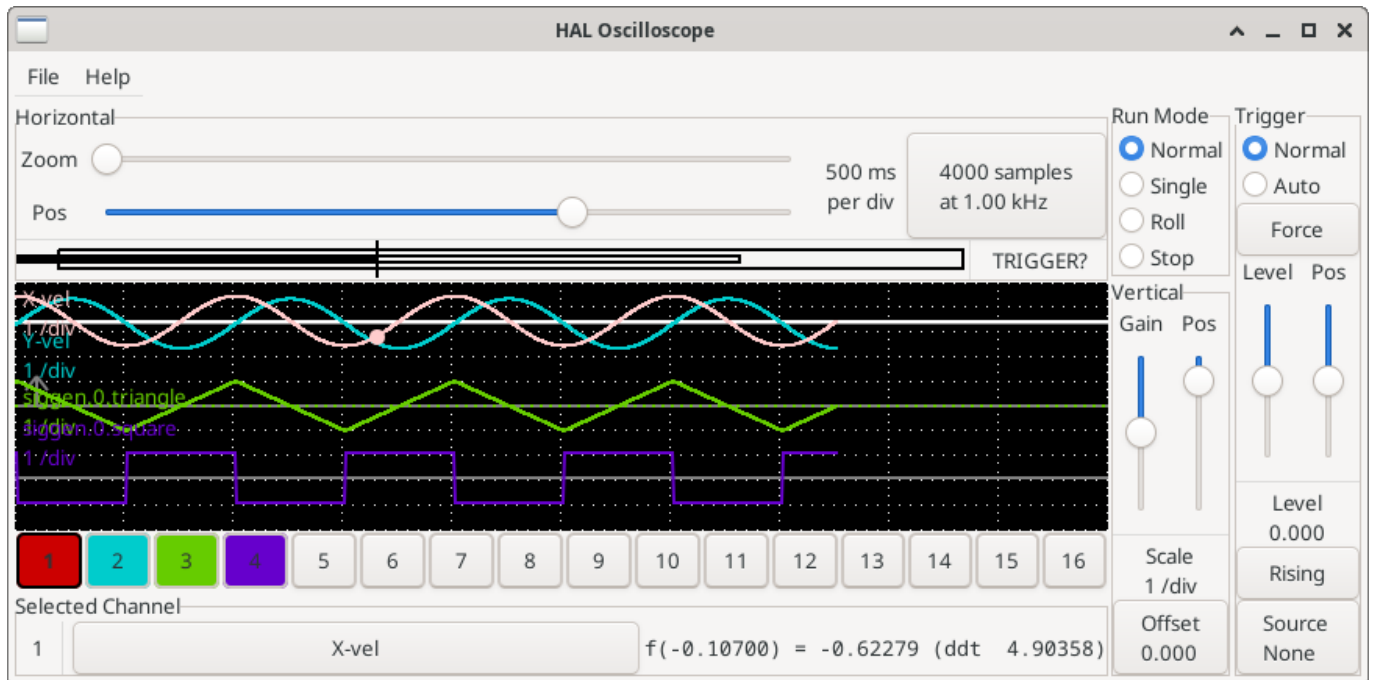 HAL Oscilloscope
File Help
Horizontal
Zoom
Pos
500 ms
per div
4000 samples
at 1.00 kHz
TRIGGER?
Run Mode
Normal
Single
Roll
Stop
Trigger
Normal
Auto
Force
Level Pos
Level
0.000
Rising
Source
None
Vertical
Gain Pos
Scale
1 /div
Offset
0.000
X-vel
1 /div
Y-vel
1 /div
siggen.0.triangle
1 /div
siggen.0.square
1 /div
1 2 3 4 5 6 7 8 9 10 11 12 13 14 15 16
Selected Channel
1 X-vel f(-0.10700) = -0.62279 (ddt 4.90358)